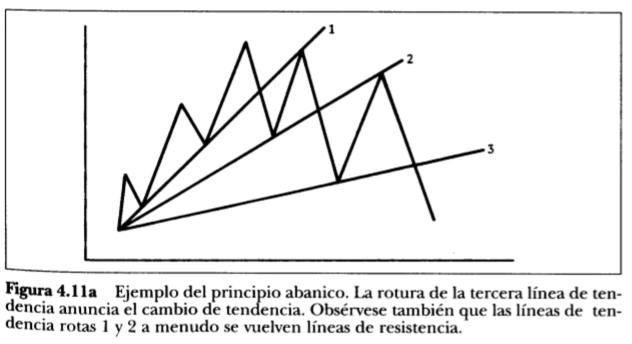 1
2
3
Figura 4.11a Ejemplo del principio abanico. La rotura de la tercera línea de ten-
dencia anuncia el cambio de tendencia. Obsérvese también que las líneas de ten-
dencia rotas 1 y 2 a menudo se vuelven líneas de resistencia.